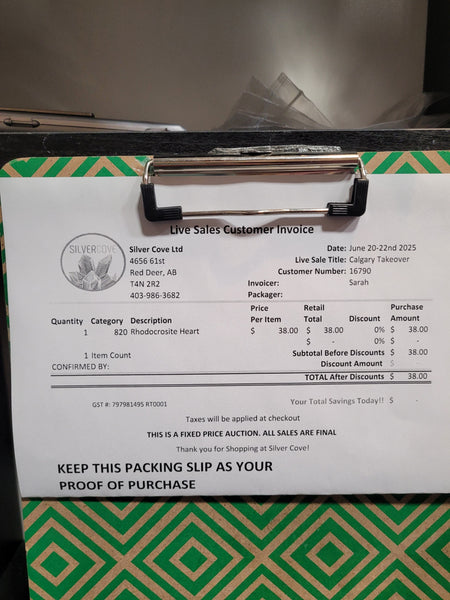 Live Sales Customer Invoice
SILVERCOVE
Silver Cove Ltd
4656 61st
Red Deer, AB
T4N 2R2
403-986-3682
Date: June 20-22nd 2025
Live Sale Title: Calgary Takeover
Customer Number: 16790
Invoicer: Sarah
Packager:
Quantity Category Description Price Per Item Retail Total Discount Purchase Amount
1 820 Rhodocrosite Heart $ 38.00 $ 38.00 0% $ 38.00
$ - 0% $ -
1 Item Count Subtotal Before Discounts $ 38.00
CONFIRMED BY: Discount Amount $
TOTAL After Discounts $ 38.00
GST #: 797981495 RT0001 Your Total Savings Today!! $ -
Taxes will be applied at checkout
THIS IS A FIXED PRICE AUCTION. ALL SALES ARE FINAL
Thank you for Shopping at Silver Cove!
KEEP THIS PACKING SLIP AS YOUR
PROOF OF PURCHASE